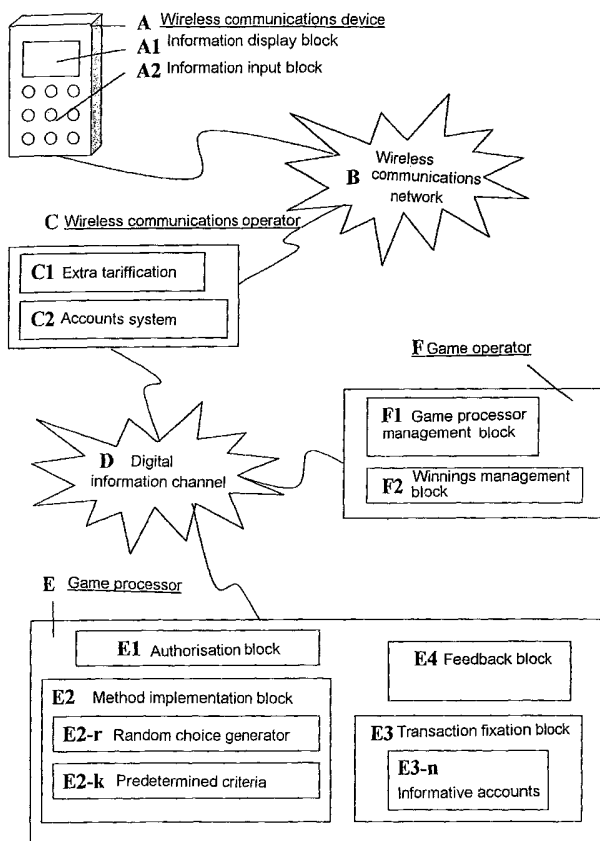 A Wireless communications device
A1 Information display block
A2 Information input block
B Wireless
communications
network
C Wireless communications operator
C1 Extra tariffication
C2 Accounts system
F Game operator
F1 Game processor
management block
F2 Winnings management
block
D Digital
information channel
E Game processor
E1 Authorisation block
E4 Feedback block
E2 Method implementation block
E2-r Random choice generator
E2-k Predetermined criteria
E3 Transaction fixation block
E3-n
Informative accounts